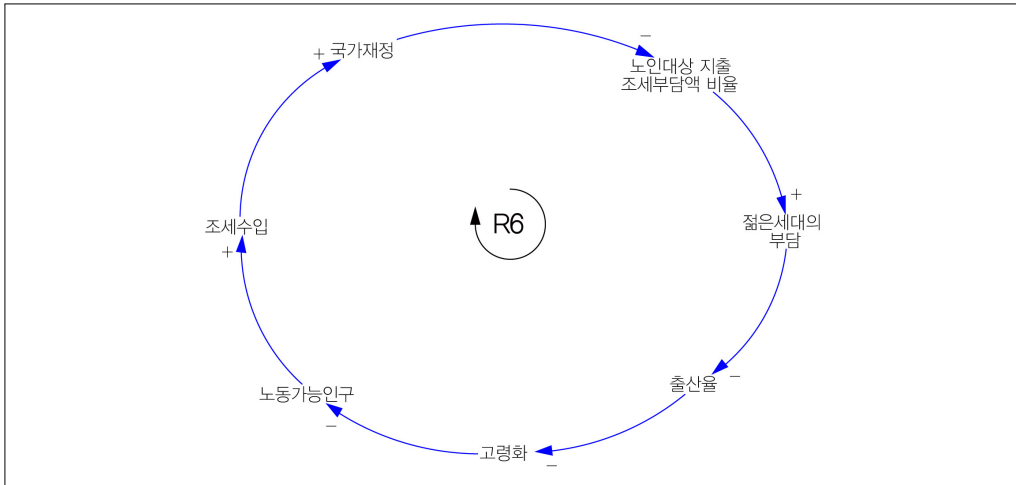 국가재정
+
−
노인대상 지출
조세부담액 비율
+
젊은세대의
부담
R6
조세수입
+
출산율
−
노동가능인구
−
고령화
−